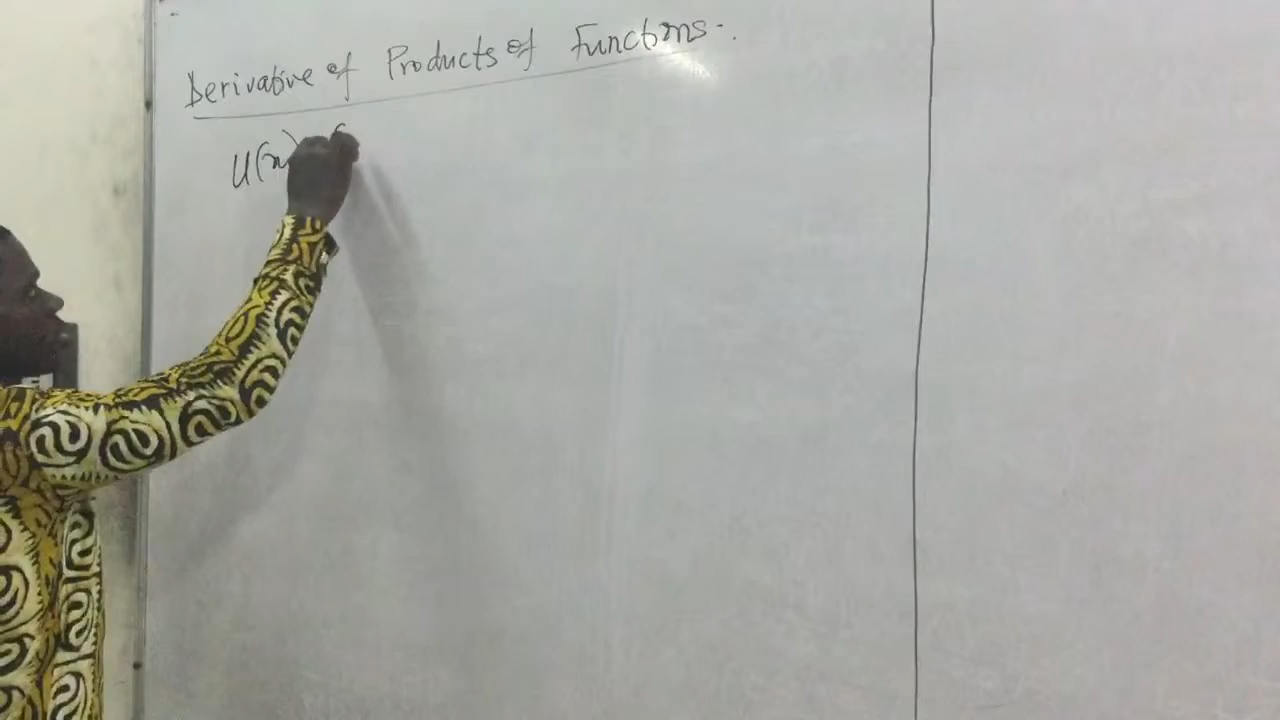 Derivative of Products of Functions.
U(x)